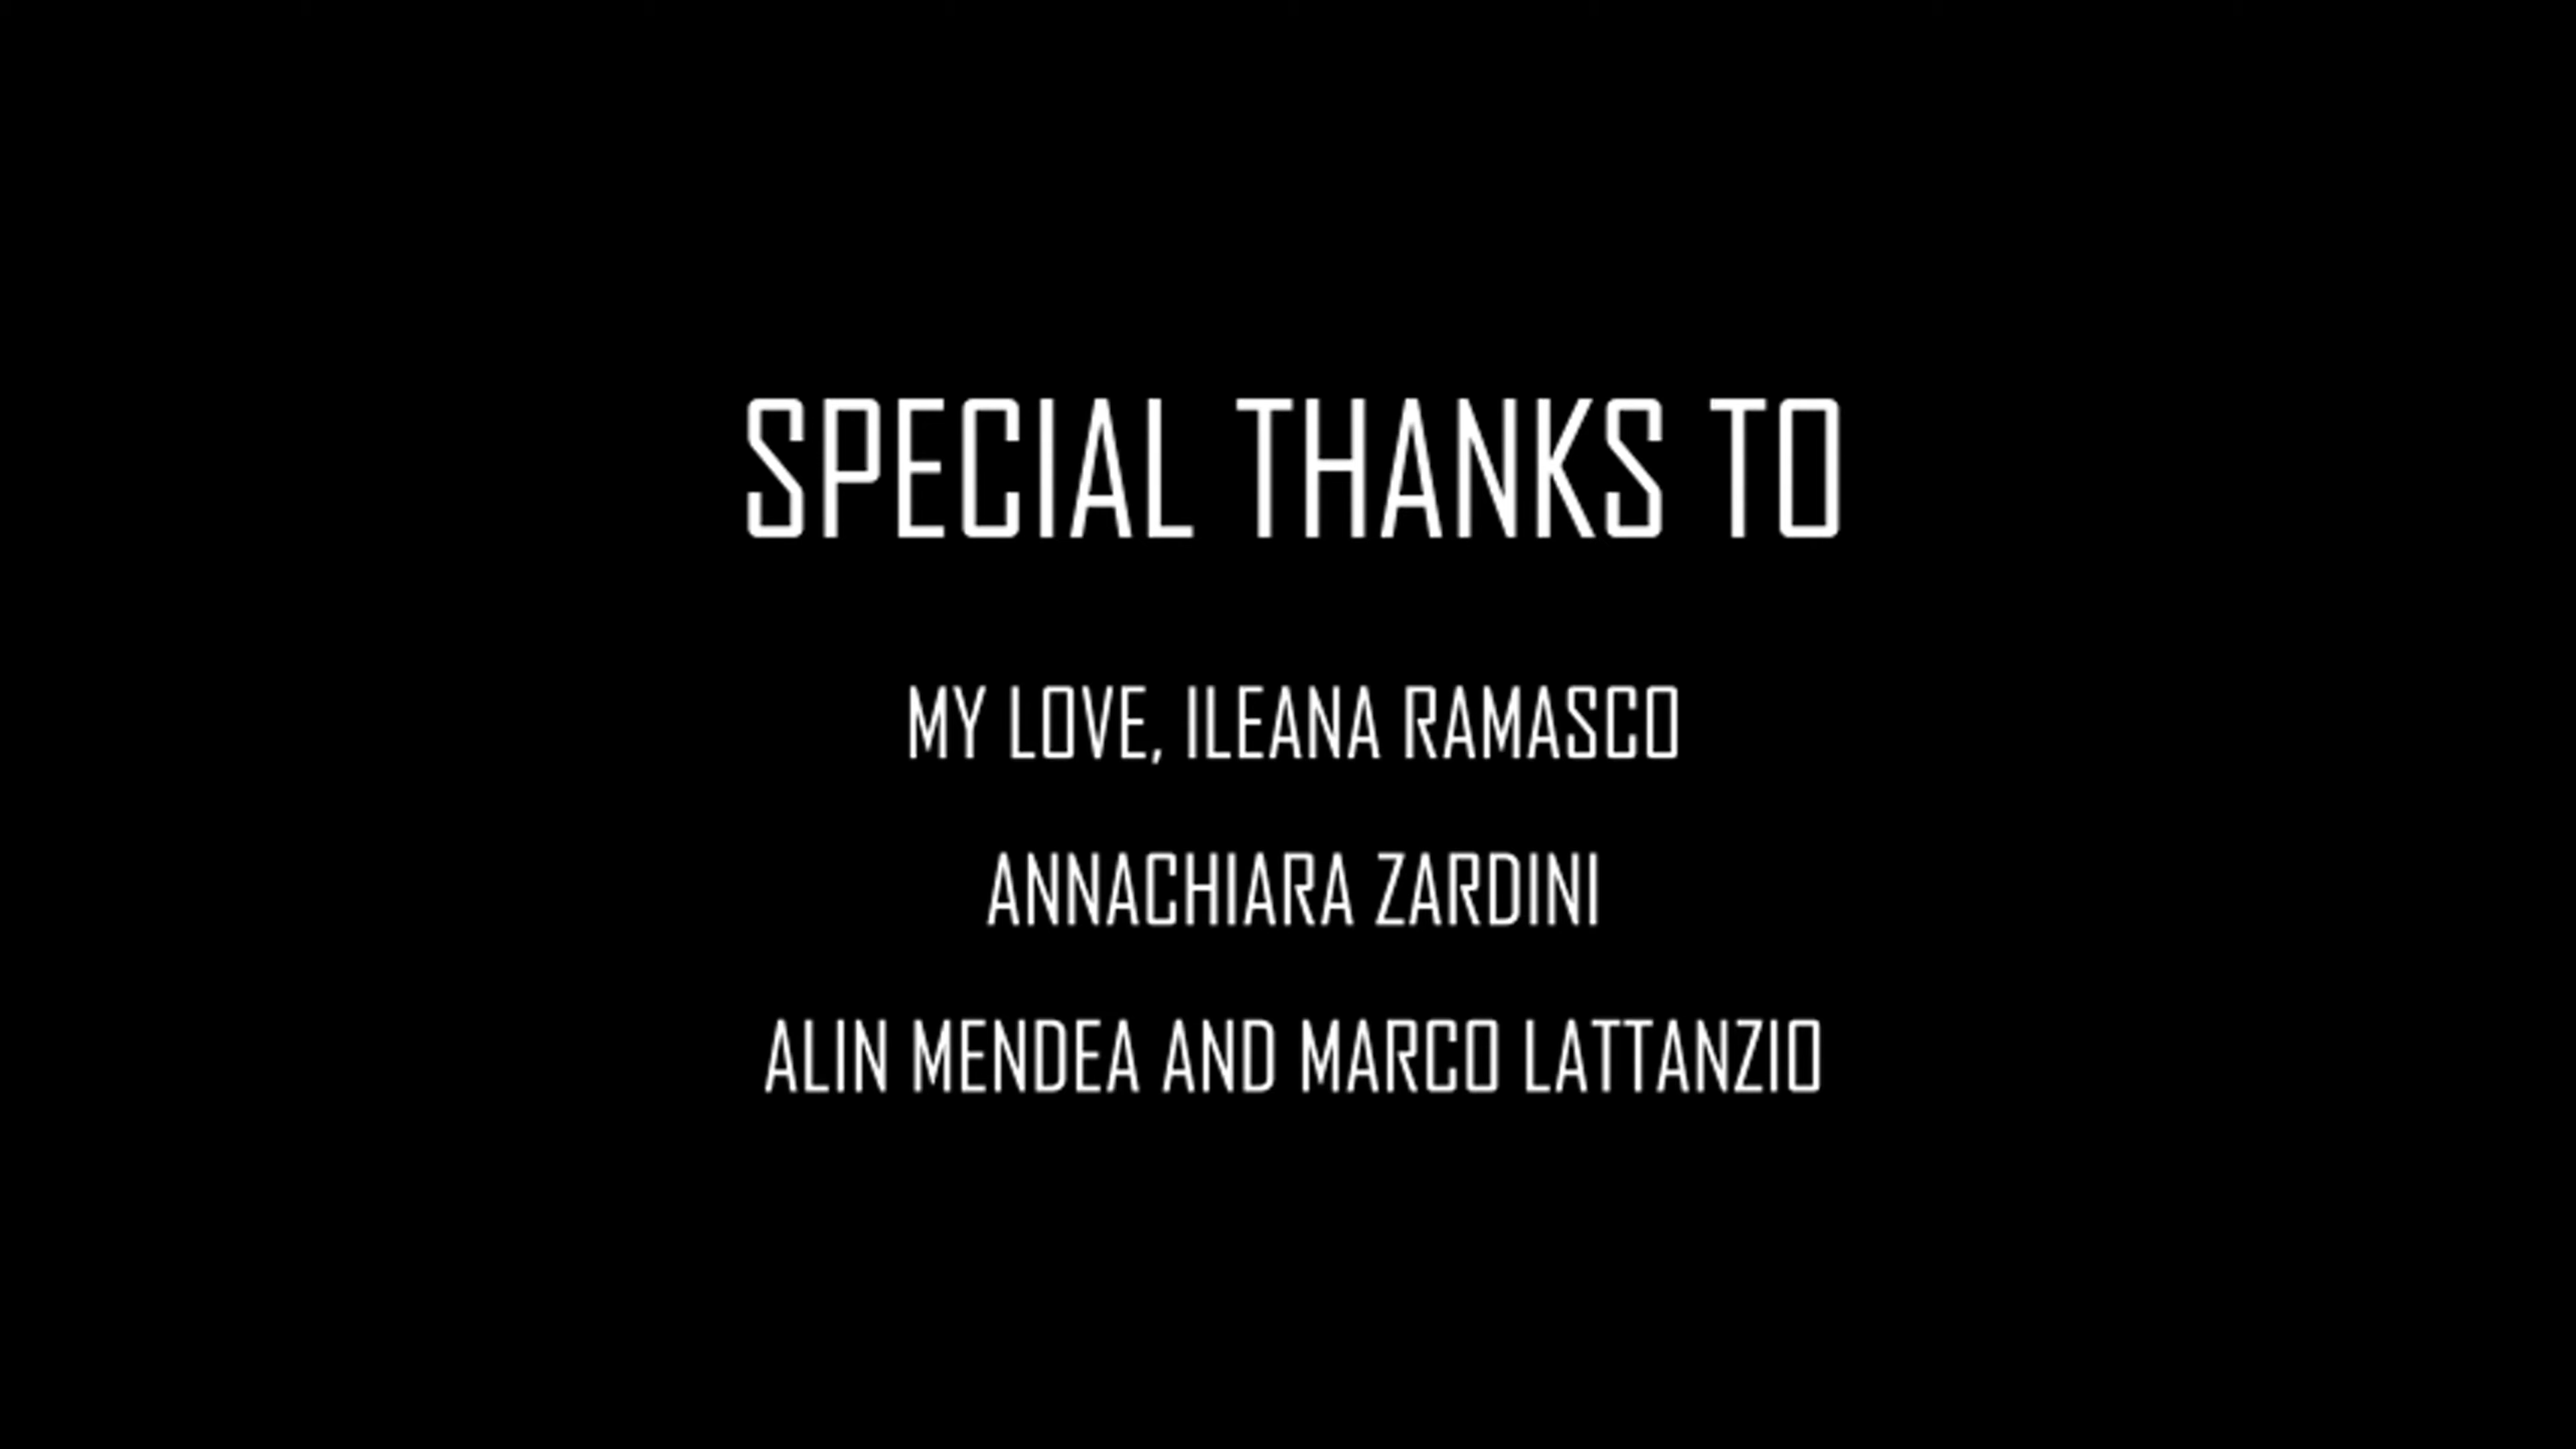 SPECIAL THANKS TO
MY LOVE, ILEANA RAMASCO
ANNACHIARA ZARDINI
ALIN MENDEA AND MARCO LATTANZIO